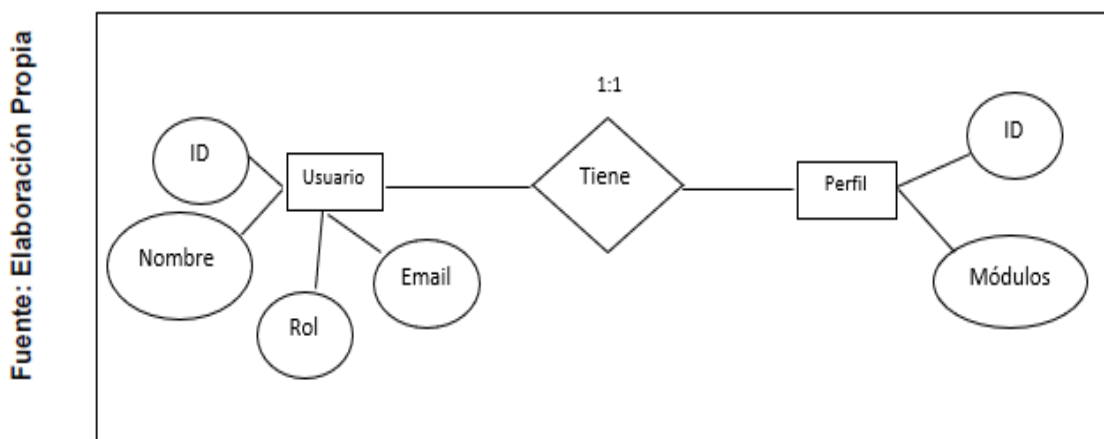 Fuente: Elaboración Propia
1:1
ID
Usuario
Tiene
Perfil
ID
Nombre
Rol
Email
Módulos